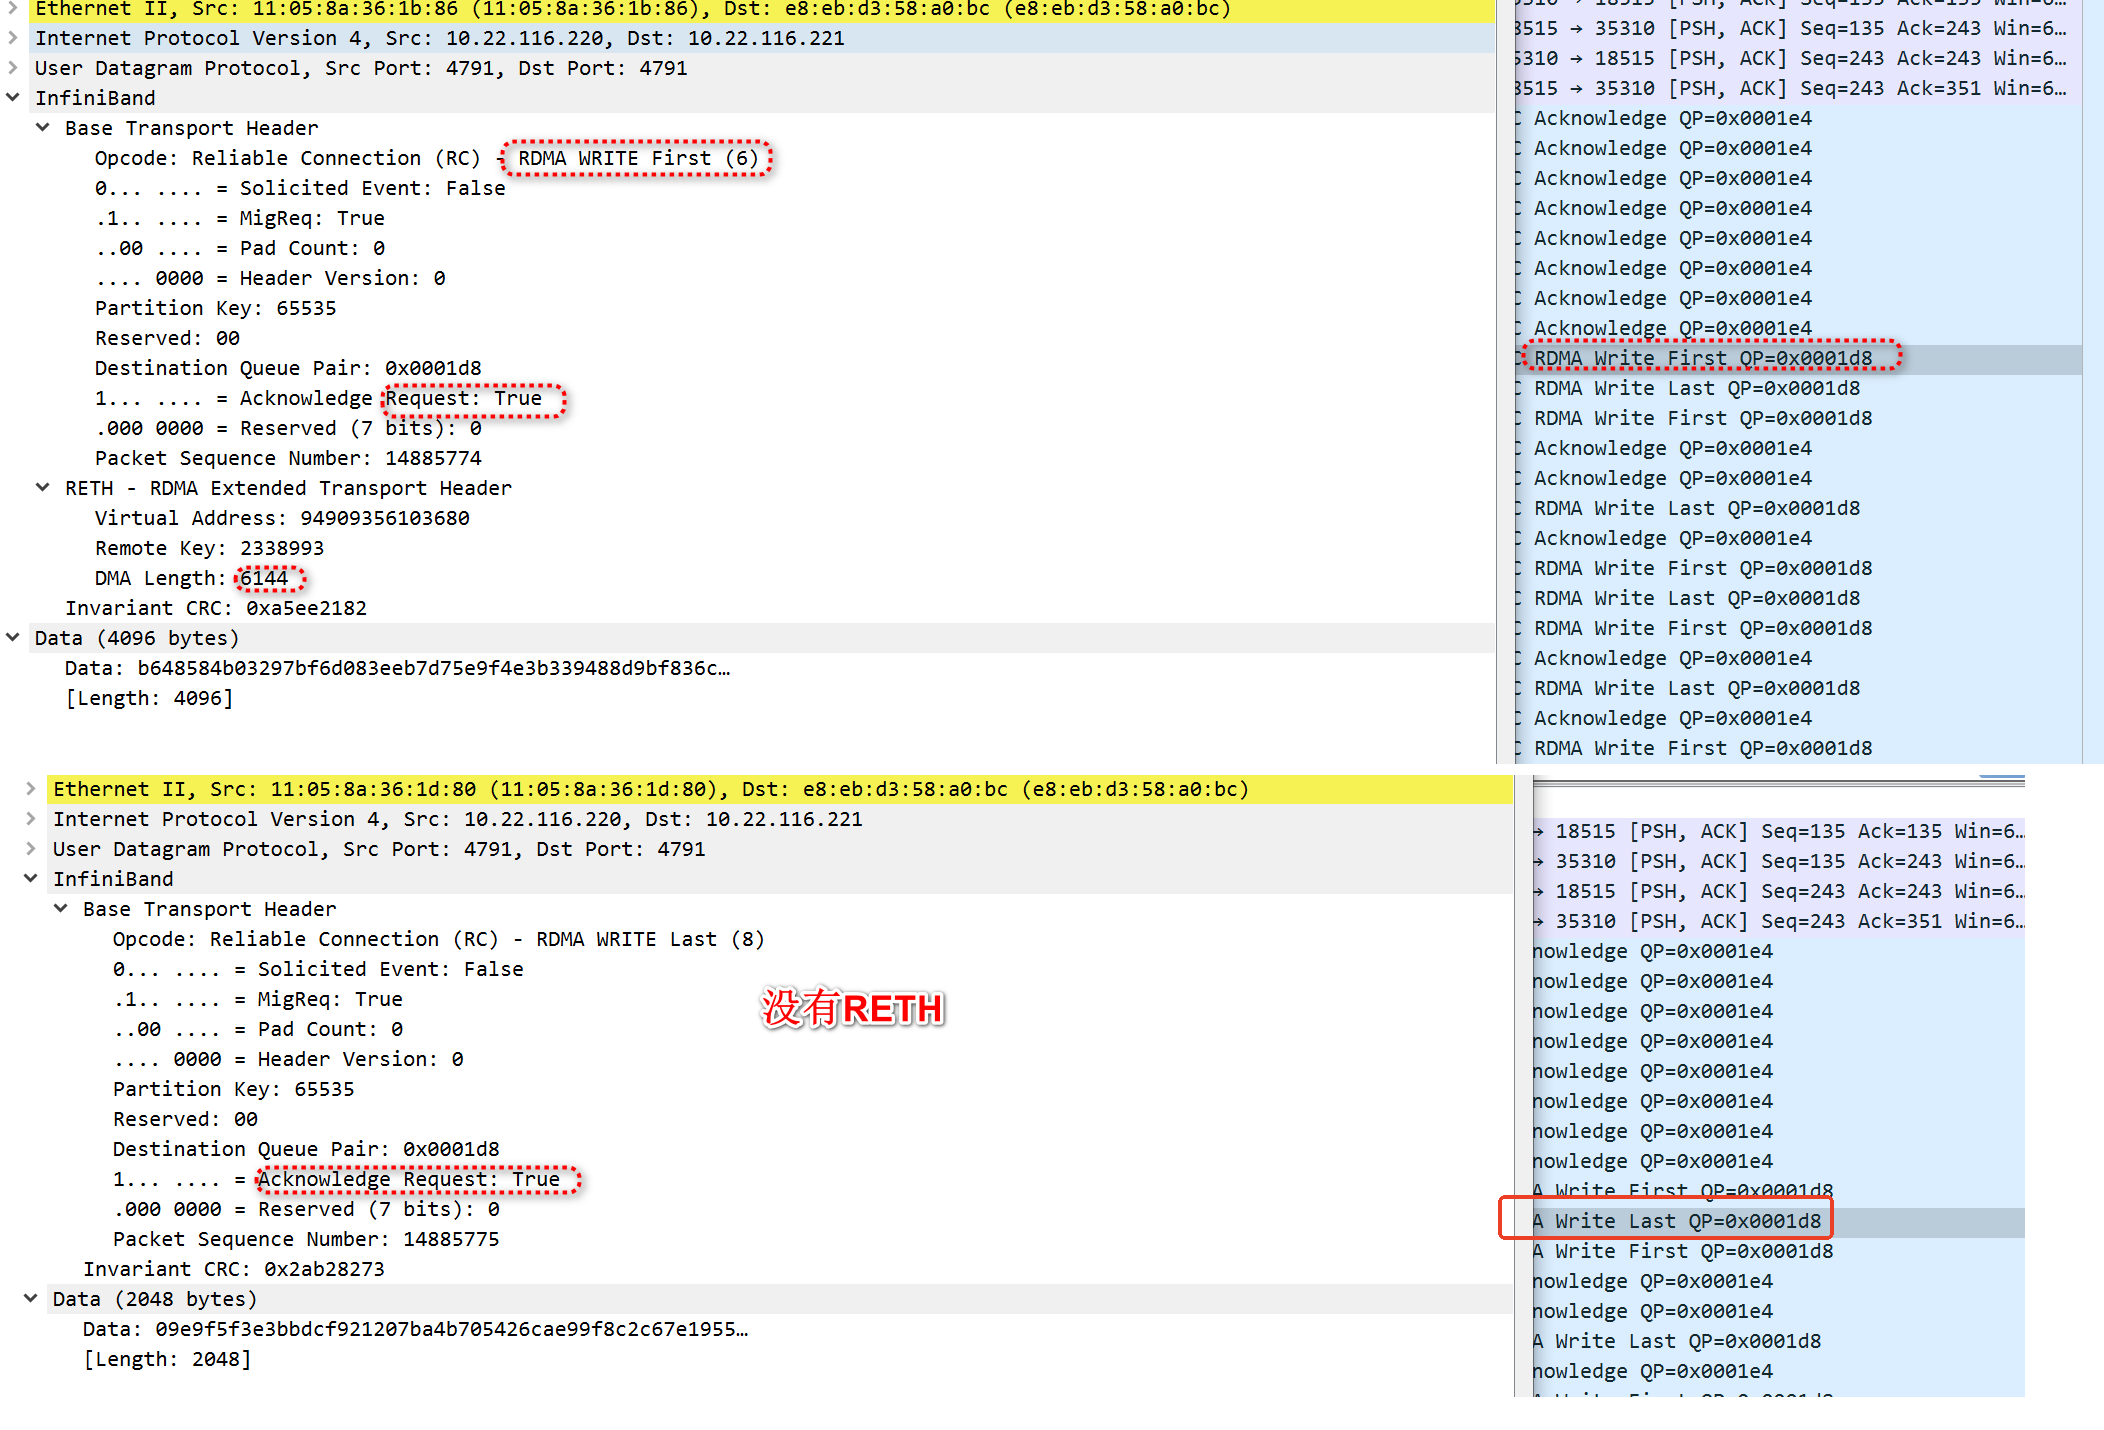 Ethernet II, Src: 11:05:8a:36:1b:86 (11:05:8a:36:1b:86), Dst: e8:eb:d3:58:a0:bc (e8:eb:d3:58:a0:bc)
Internet Protocol Version 4, Src: 10.22.116.220, Dst: 10.22.116.221
User Datagram Protocol, Src Port: 4791, Dst Port: 4791
InfiniBand
Base Transport Header
Opcode: Reliable Connection (RC) - RDMA WRITE First (6)
0... .... = Solicited Event: False
.1.. .... = MigReq: True
..00 .... = Pad Count: 0
.... 0000 = Header Version: 0
Partition Key: 65535
Reserved: 00
Destination Queue Pair: 0x0001d8
1... .... = Acknowledge Request: True
.000 0000 = Reserved (7 bits): 0
Packet Sequence Number: 14885774
RETH - RDMA Extended Transport Header
Virtual Address: 94909356103680
Remote Key: 2338993
DMA Length: 6144
Invariant CRC: 0xa5ee2182
Data (4096 bytes)
Data: b648584b03297bf6d083eeb7d75e9f4e3b339488d9bf836c…
[Length: 4096]
8515 → 35310 [PSH, ACK] Seq=135 Ack=243 Win=6…
5310 → 18515 [PSH, ACK] Seq=243 Ack=243 Win=6…
8515 → 35310 [PSH, ACK] Seq=243 Ack=351 Win=6…
C Acknowledge QP=0x0001e4
C Acknowledge QP=0x0001e4
C Acknowledge QP=0x0001e4
C Acknowledge QP=0x0001e4
C Acknowledge QP=0x0001e4
C Acknowledge QP=0x0001e4
C Acknowledge QP=0x0001e4
C Acknowledge QP=0x0001e4
C RDMA Write First QP=0x0001d8
C RDMA Write Last QP=0x0001d8
C RDMA Write First QP=0x0001d8
C Acknowledge QP=0x0001e4
C Acknowledge QP=0x0001e4
C RDMA Write Last QP=0x0001d8
C Acknowledge QP=0x0001e4
C RDMA Write First QP=0x0001d8
C RDMA Write Last QP=0x0001d8
C RDMA Write First QP=0x0001d8
C Acknowledge QP=0x0001e4
C RDMA Write Last QP=0x0001d8
C Acknowledge QP=0x0001e4
C RDMA Write First QP=0x0001d8
Ethernet II, Src: 11:05:8a:36:1d:80 (11:05:8a:36:1d:80), Dst: e8:eb:d3:58:a0:bc (e8:eb:d3:58:a0:bc)
Internet Protocol Version 4, Src: 10.22.116.220, Dst: 10.22.116.221
User Datagram Protocol, Src Port: 4791, Dst Port: 4791
InfiniBand
Base Transport Header
Opcode: Reliable Connection (RC) - RDMA WRITE Last (8)
0... .... = Solicited Event: False
.1.. .... = MigReq: True
..00 .... = Pad Count: 0
.... 0000 = Header Version: 0
Partition Key: 65535
Reserved: 00
Destination Queue Pair: 0x0001d8
1... .... = Acknowledge Request: True
.000 0000 = Reserved (7 bits): 0
Packet Sequence Number: 14885775
Invariant CRC: 0x2ab28273
Data (2048 bytes)
Data: 09e9f5f3e3bbdcf921207ba4b705426cae99f8c2c67e1955…
[Length: 2048]
没有RETH
→ 18515 [PSH, ACK] Seq=135 Ack=135 Win=6…
→ 35310 [PSH, ACK] Seq=135 Ack=243 Win=6…
→ 18515 [PSH, ACK] Seq=243 Ack=243 Win=6…
→ 35310 [PSH, ACK] Seq=243 Ack=351 Win=6…
nowledge QP=0x0001e4
nowledge QP=0x0001e4
nowledge QP=0x0001e4
nowledge QP=0x0001e4
nowledge QP=0x0001e4
nowledge QP=0x0001e4
nowledge QP=0x0001e4
nowledge QP=0x0001e4
A Write First QP=0x0001d8
A Write Last QP=0x0001d8
A Write First QP=0x0001d8
nowledge QP=0x0001e4
nowledge QP=0x0001e4
A Write Last QP=0x0001d8
nowledge QP=0x0001e4